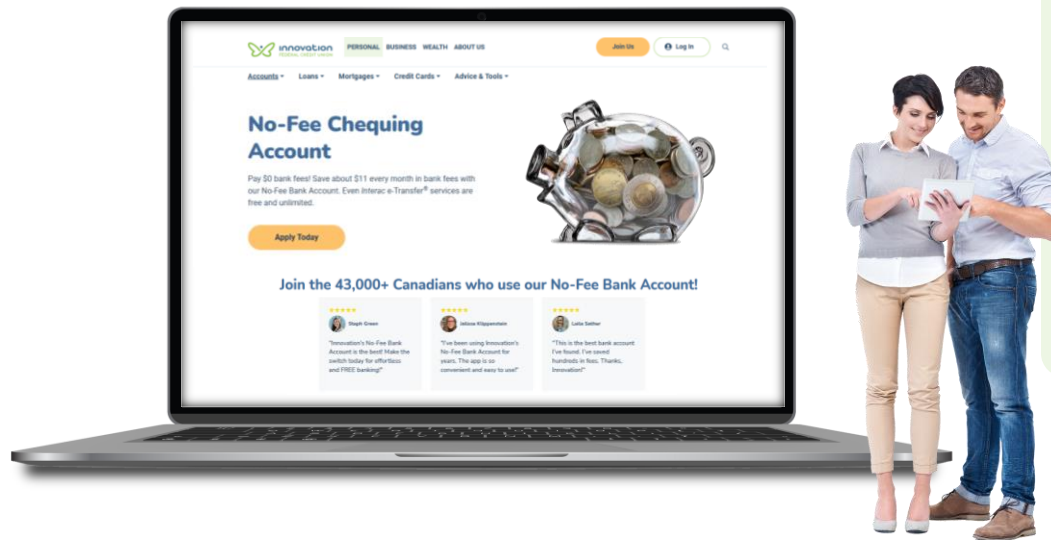 innovation
FEDERAL CREDIT UNION
PERSONAL BUSINESS WEALTH ABOUT US
Join Us
Log In
Accounts
Loans
Mortgages
Credit Cards
Advice & Tools
No-Fee Chequing
Account
Pay $0 bank fees! Save about $11 every month in bank fees with
our No-Fee Bank Account. Even Interac e-Transfer® services are
free and unlimited.
Apply Today
Join the 43,000+ Canadians who use our No-Fee Bank Account!
Steph Green
"Innovation's No-Fee Bank
Account is the best! Make the
switch today for effortless
and FREE banking!"
Jelissa Klippenstein
"I've been using Innovation's
No-Fee Bank Account for
years. The app is so
convenient and easy to use!"
"This is the best bank account
I've found. I've saved
hundreds in fees. Thanks,
Innovation!"